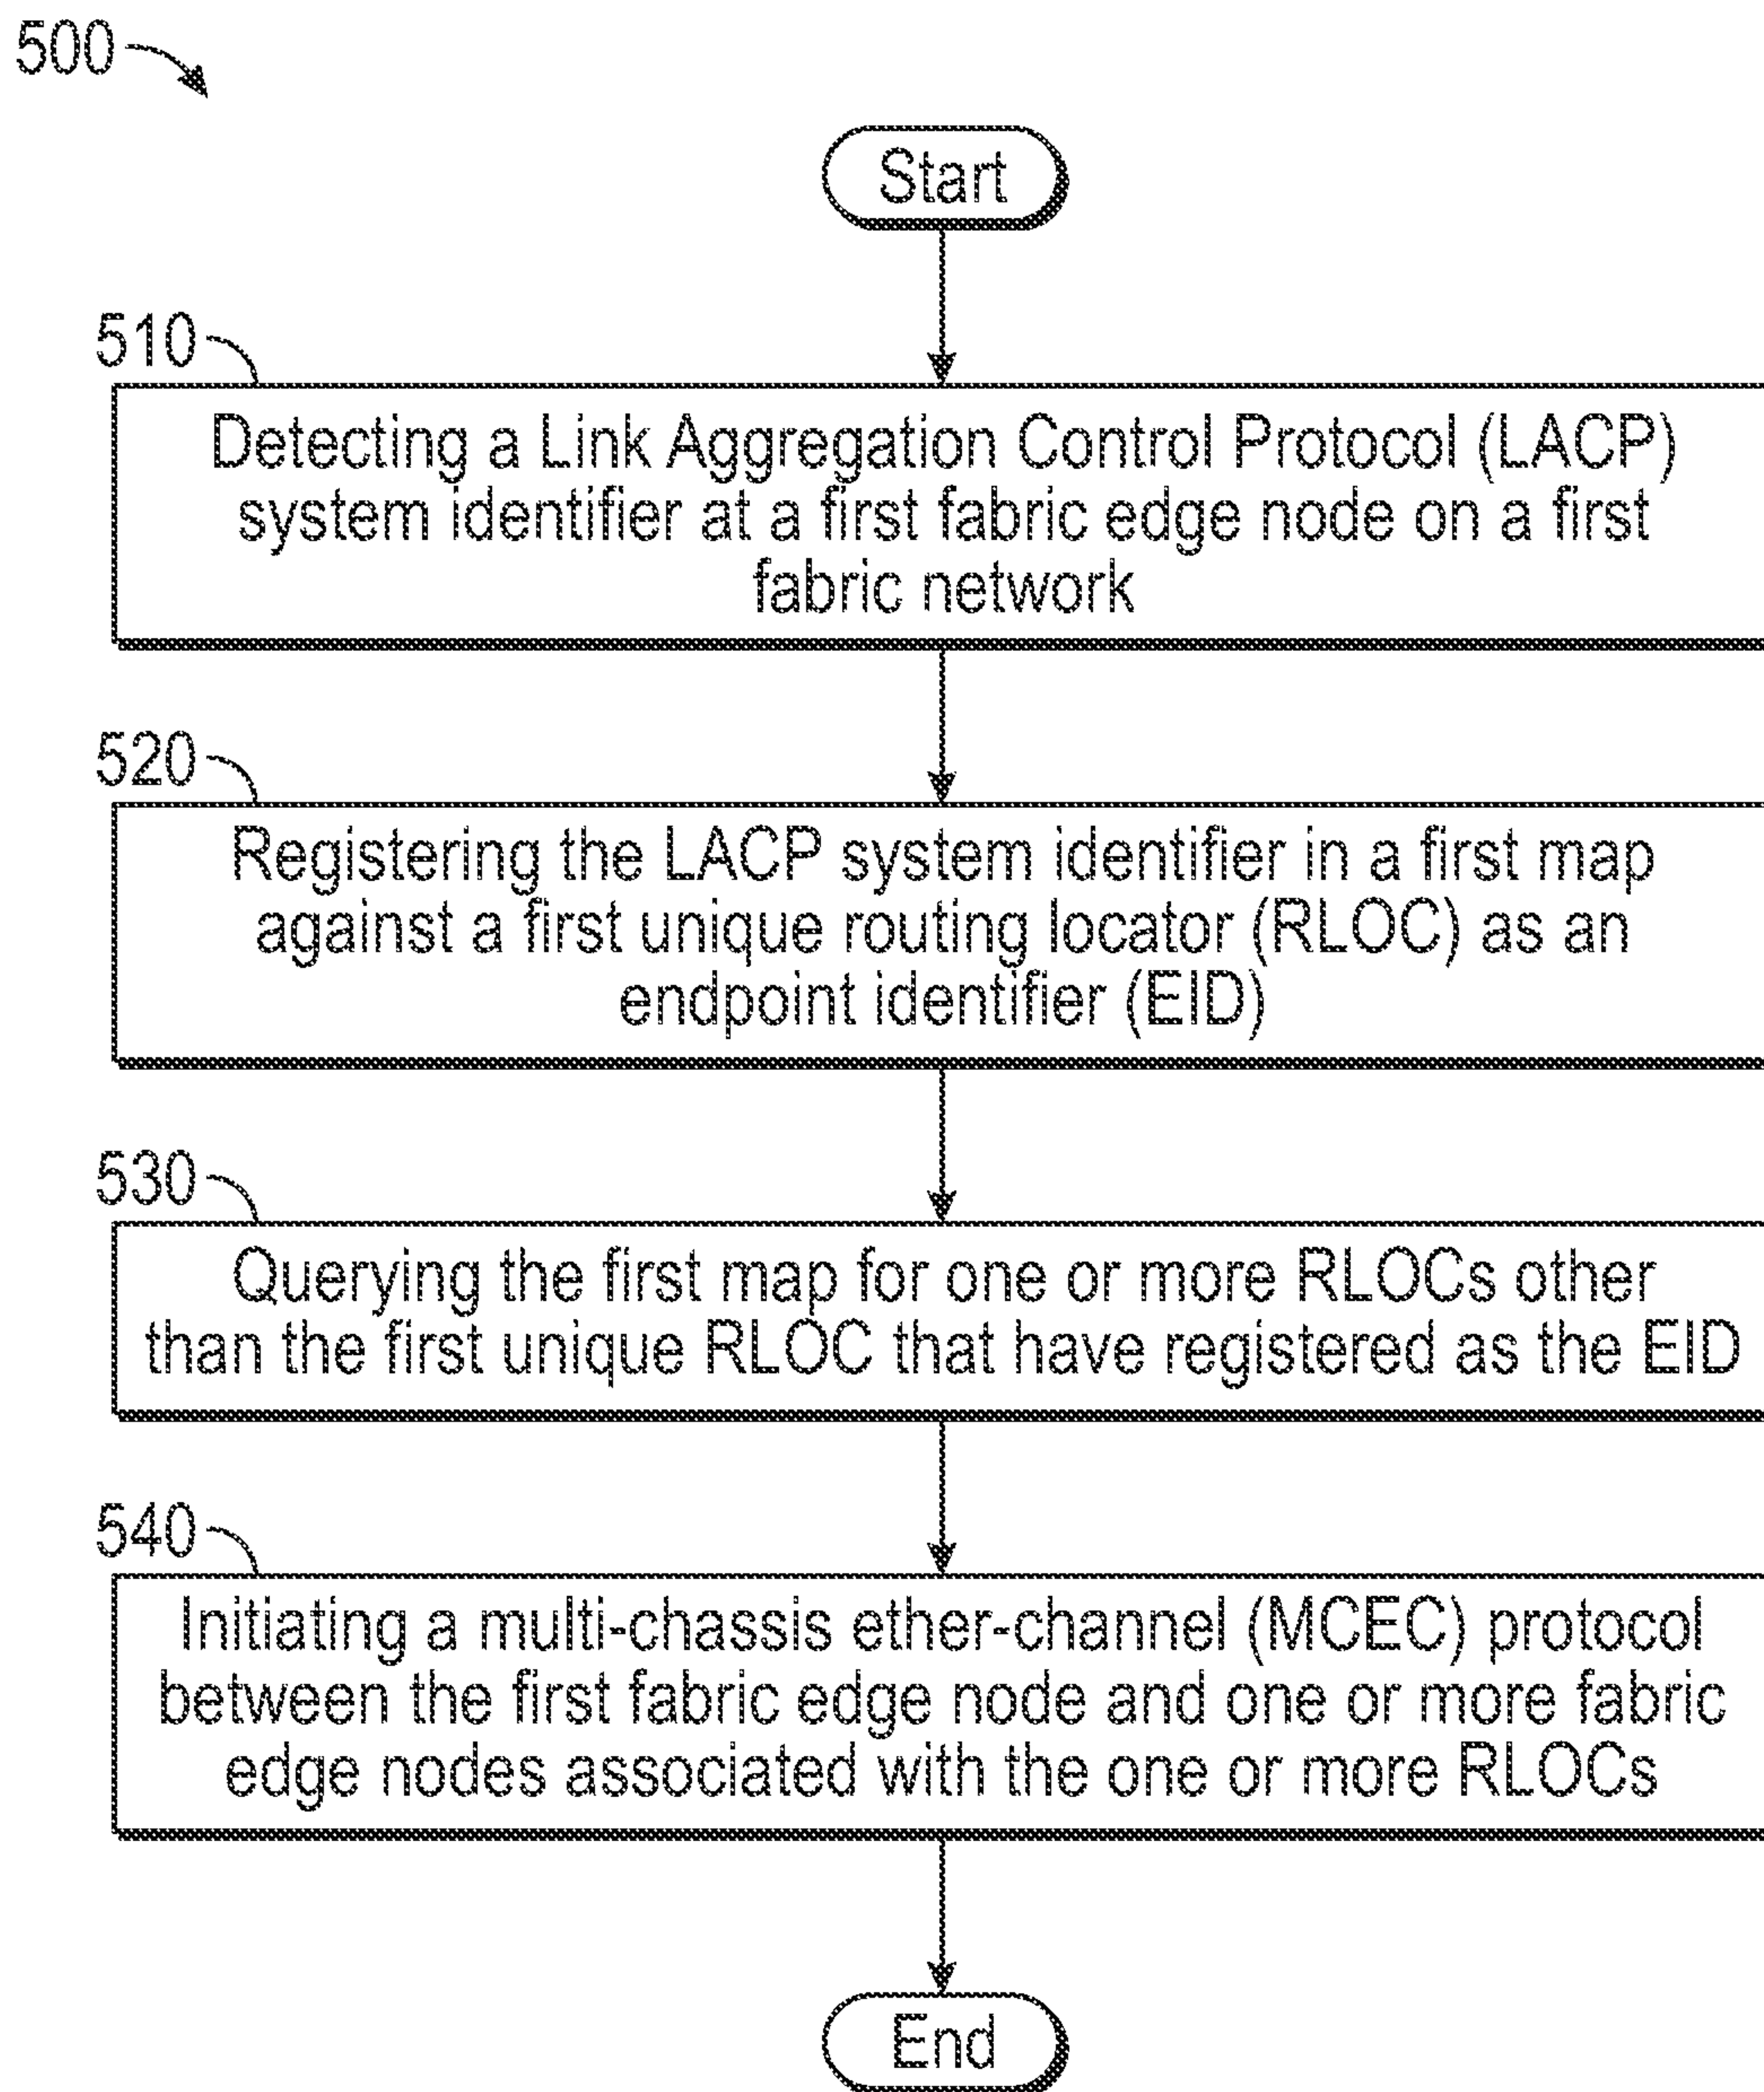 500
Start
510
Detecting a Link Aggregation Control Protocol (LACP)
system identifier at a first fabric edge node on a first
fabric network
520
Registering the LACP system identifier in a first map
against a first unique routing locator (RLOC) as an
endpoint identifier (EID)
530
Querying the first map for one or more RLOCs other
than the first unique RLOC that have registered as the EID
540
Initiating a multi-chassis ether-channel (MCEC) protocol
between the first fabric edge node and one or more fabric
edge nodes associated with the one or more RLOCs
End